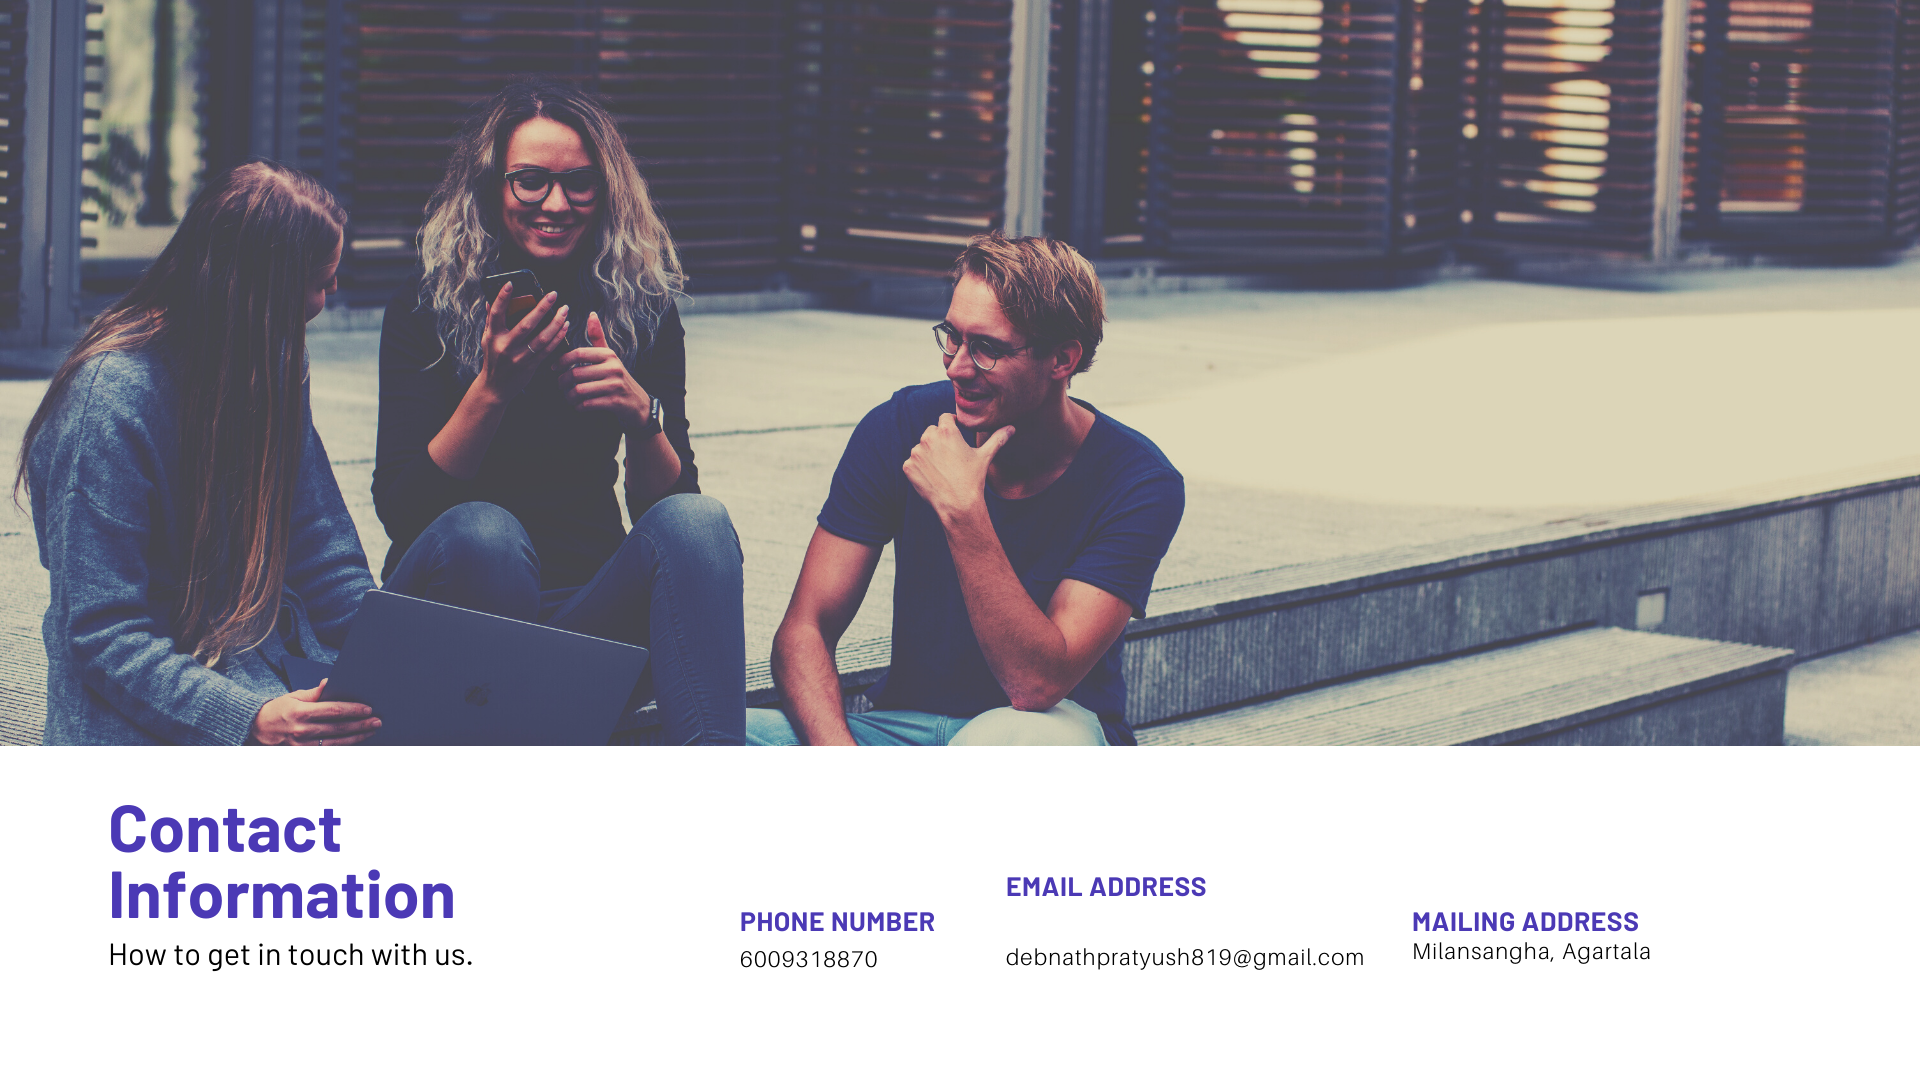 Contact
Information
How to get in touch with us.
PHONE NUMBER
6009318870
EMAIL ADDRESS
debnathpratyush819@gmail.com
MAILING ADDRESS
Milansangha, Agartala